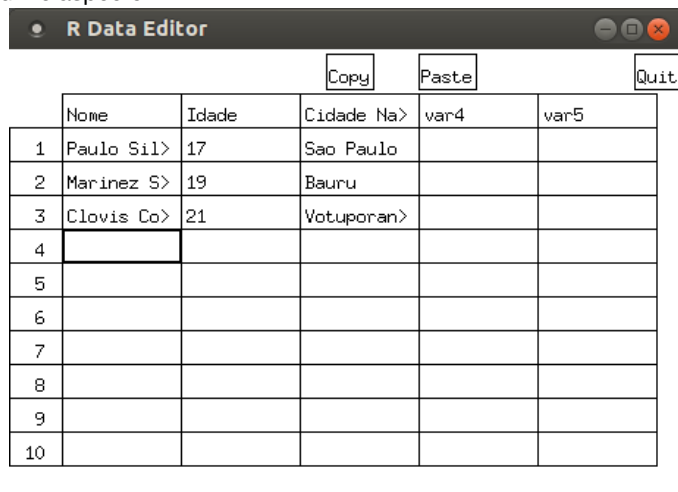 R Data Editor
Copy Paste Quit
Nome Idade Cidade Na> var4 var5
1 Paulo Sil> 17 Sao Paulo
2 Marinez S> 19 Bauru
3 Clovis Co> 21 Votuporan>
4
5
6
7
8
9
10